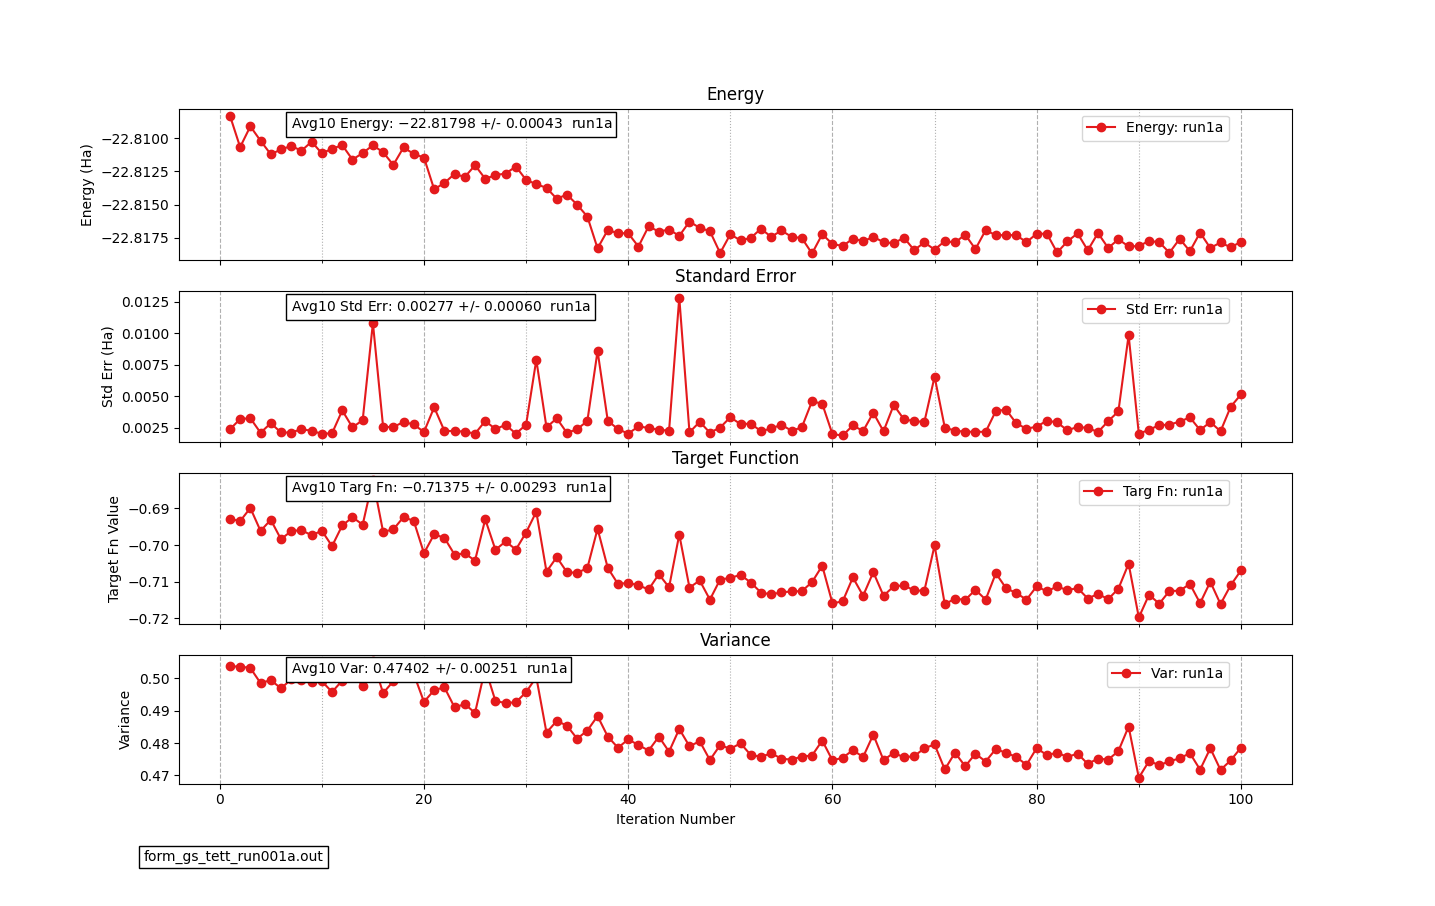 Energy
Avg10 Energy: −22.81798 +/- 0.00043 run1a
Energy: run1a
−22.8100
−22.8125
−22.8150
−22.8175
Energy (Ha)
Standard Error
Avg10 Std Err: 0.00277 +/- 0.00060 run1a
Std Err: run1a
0.0125
0.0100
0.0075
0.0050
0.0025
Std Err (Ha)
Target Function
Avg10 Targ Fn: −0.71375 +/- 0.00293 run1a
Targ Fn: run1a
−0.69
−0.70
−0.71
−0.72
Target Fn Value
Variance
Avg10 Var: 0.47402 +/- 0.00251 run1a
Var: run1a
0.50
0.49
0.48
0.47
Variance
0 20 40 60 80 100
Iteration Number
form_gs_tett_run001a.out